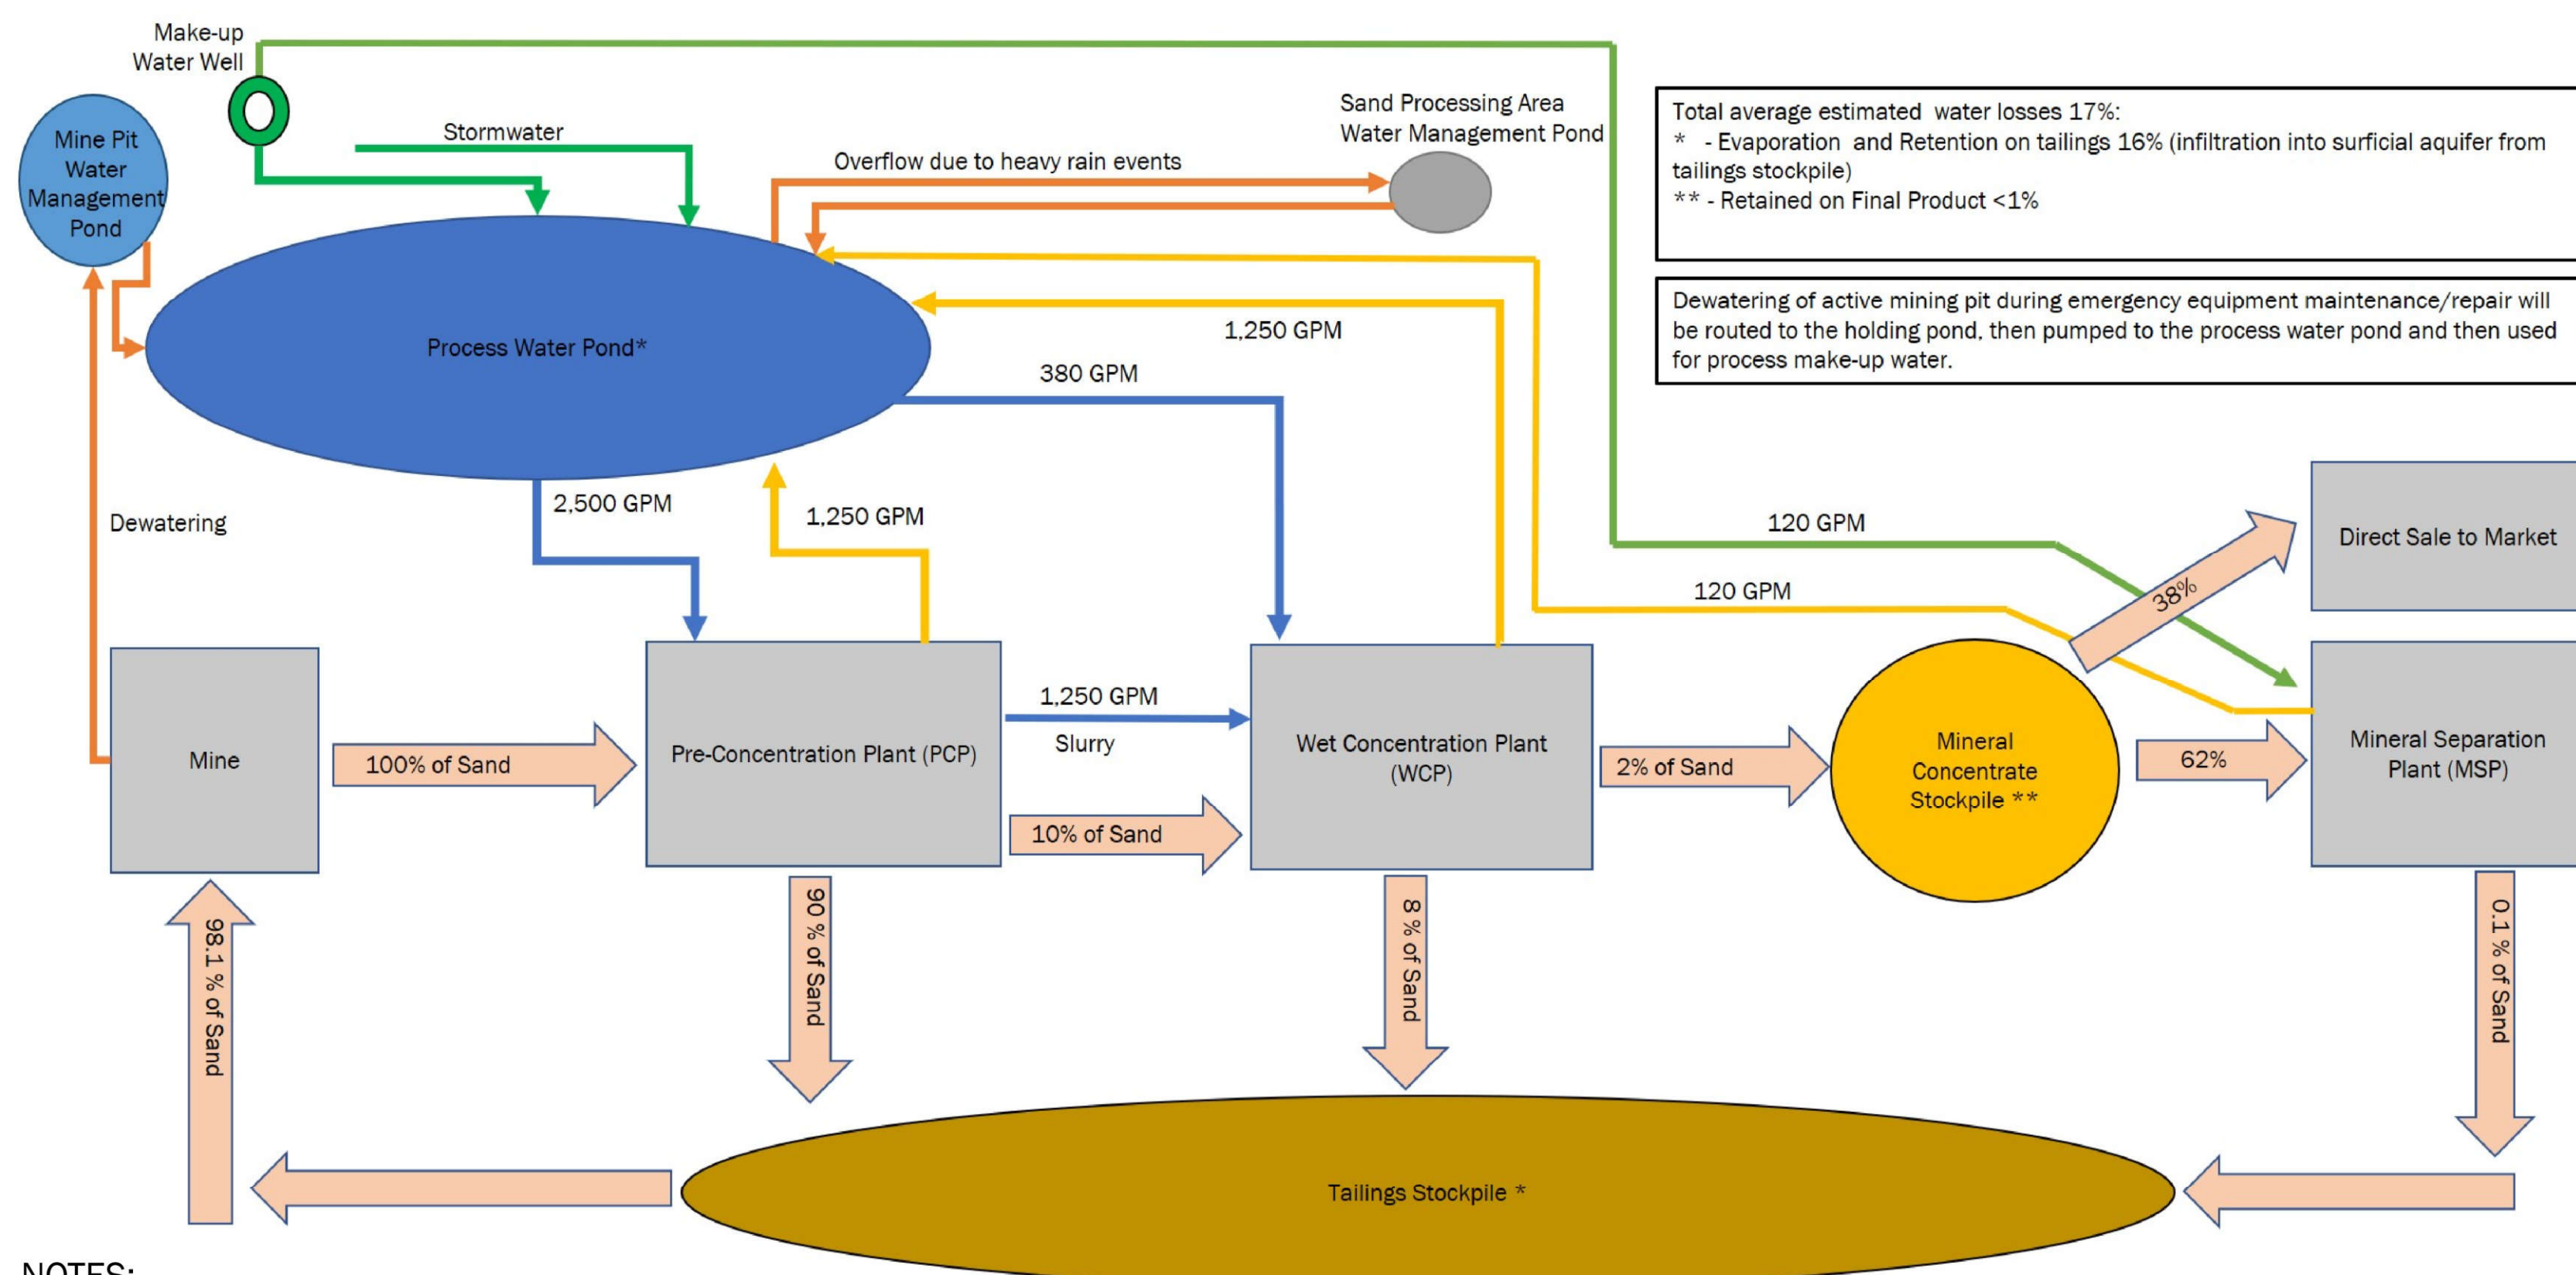 Make-up
Water Well
Mine Pit
Water
Management
Pond
Stormwater
Overflow due to heavy rain events
Sand Processing Area
Water Management Pond
Total average estimated water losses 17%:
* - Evaporation and Retention on tailings 16% (infiltration into surficial aquifer from
tailings stockpile)
** - Retained on Final Product <1%
Dewatering of active mining pit during emergency equipment maintenance/repair will
be routed to the holding pond, then pumped to the process water pond and then used
for process make-up water.
Process Water Pond*
1,250 GPM
380 GPM
2,500 GPM
1,250 GPM
Dewatering
120 GPM
120 GPM
38%
Direct Sale to Market
Mine
100% of Sand
Pre-Concentration Plant (PCP)
1,250 GPM
Slurry
10% of Sand
Wet Concentration Plant
(WCP)
2% of Sand
Mineral
Concentrate
Stockpile **
62%
Mineral Separation
Plant (MSP)
98.1 % of Sand
90 % of Sand
8 % of Sand
0.1 % of Sand
Tailings Stockpile *
NOTES: